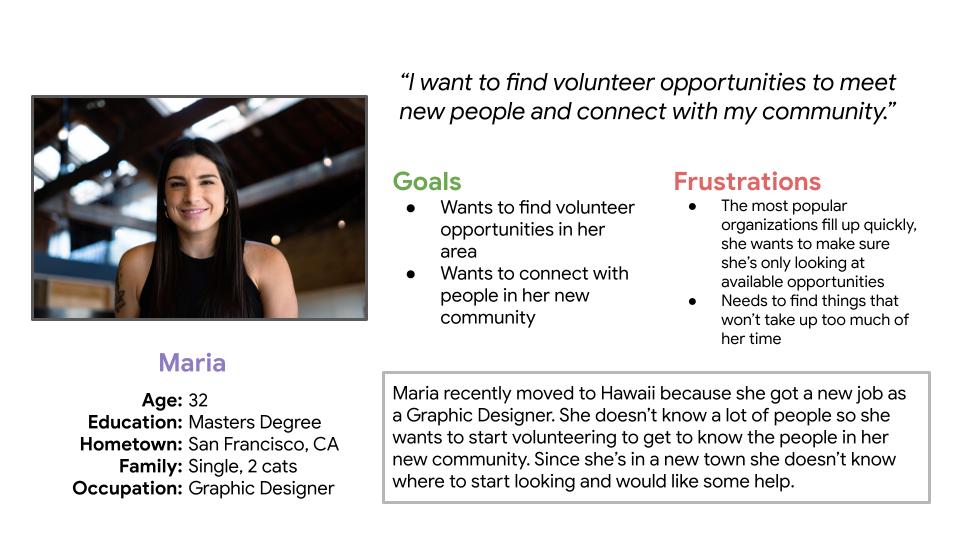 “I want to find volunteer opportunities to meet
new people and connect with my community.”
Goals
● Wants to find volunteer
opportunities in her
area
● Wants to connect with
people in her new
community
Frustrations
● The most popular
organizations fill up quickly,
she wants to make sure
she’s only looking at
available opportunities
● Needs to find things that
won’t take up too much of
her time
Maria
Age: 32
Education: Masters Degree
Hometown: San Francisco, CA
Family: Single, 2 cats
Occupation: Graphic Designer
Maria recently moved to Hawaii because she got a new job as
a Graphic Designer. She doesn’t know a lot of people so she
wants to start volunteering to get to know the people in her
new community. Since she’s in a new town she doesn’t know
where to start looking and would like some help.